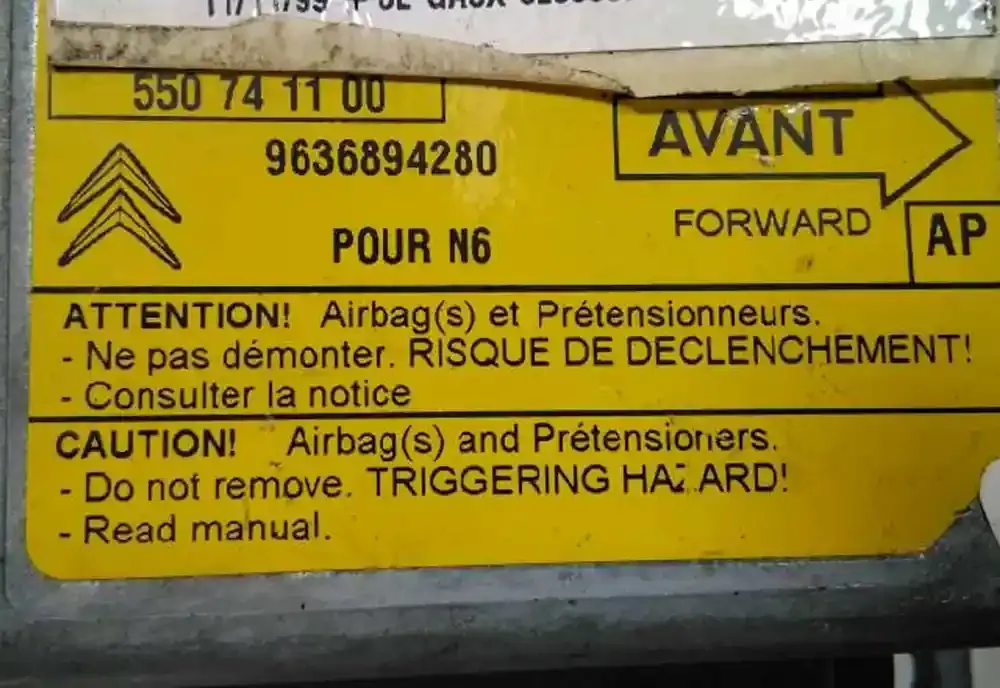 550 74 11 00
AVANT
9636894280
FORWARD
POUR N6
AP
ATTENTION! Airbag(s) et Prétensionneurs.
- Ne pas démonter. RISQUE DE DECLENCHEMENT!
- Consulter la notice
CAUTION! Airbag(s) and Prétensioners.
- Do not remove. TRIGGERING HAZARD!
- Read manual.